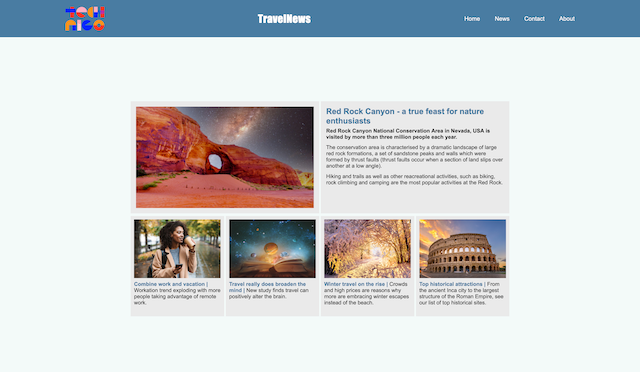 TECH
PIGO
TravelNews
Home News Contact About
Red Rock Canyon - a true feast for nature
enthusiasts
Red Rock Canyon National Conservation Area in Nevada, USA is
visited by more than three million people each year.
The conservation area is characterised by a dramatic landscape of large
red rock formations, a set of sandstone peaks and walls which were
formed by thrust faults (thrust faults occur when a section of land slips over
another at a low angle).
Hiking and trails as well as other reacreational activities, such as biking,
rock climbing and camping are the most popular activities at the Red Rock.
Combine work and vacation |
Workation trend exploding with more
people taking advantage of remote
work.
Travel really does broaden the
mind | New study finds travel can
positively alter the brain.
Winter travel on the rise | Crowds
and high prices are reasons why
more are embracing winter escapes
instead of the beach.
Top historical attractions | From
the ancient Inca city to the largest
structure of the Roman Empire, see
our list of top historical sites.